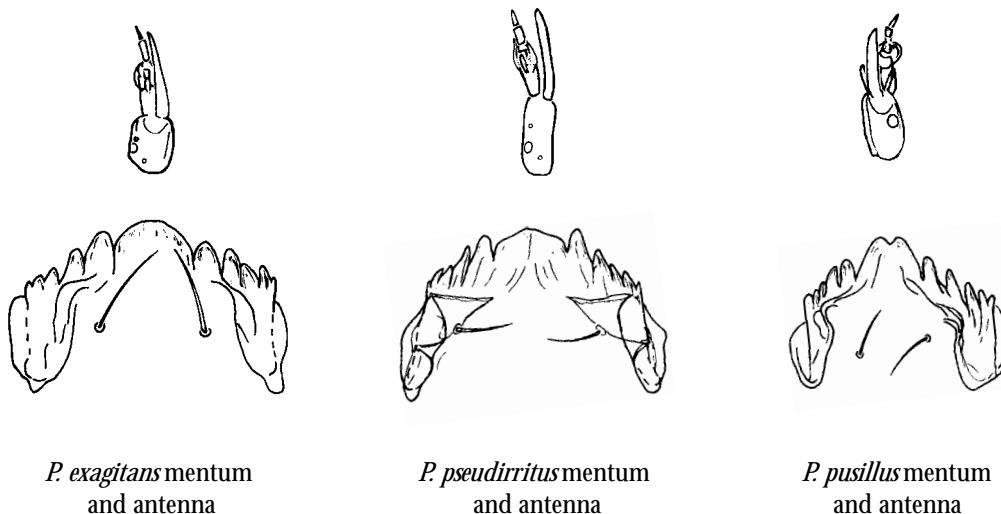 P. exagitans mentum
and antenna
P. pseudirritus mentum
and antenna
P. pusillus mentum
and antenna